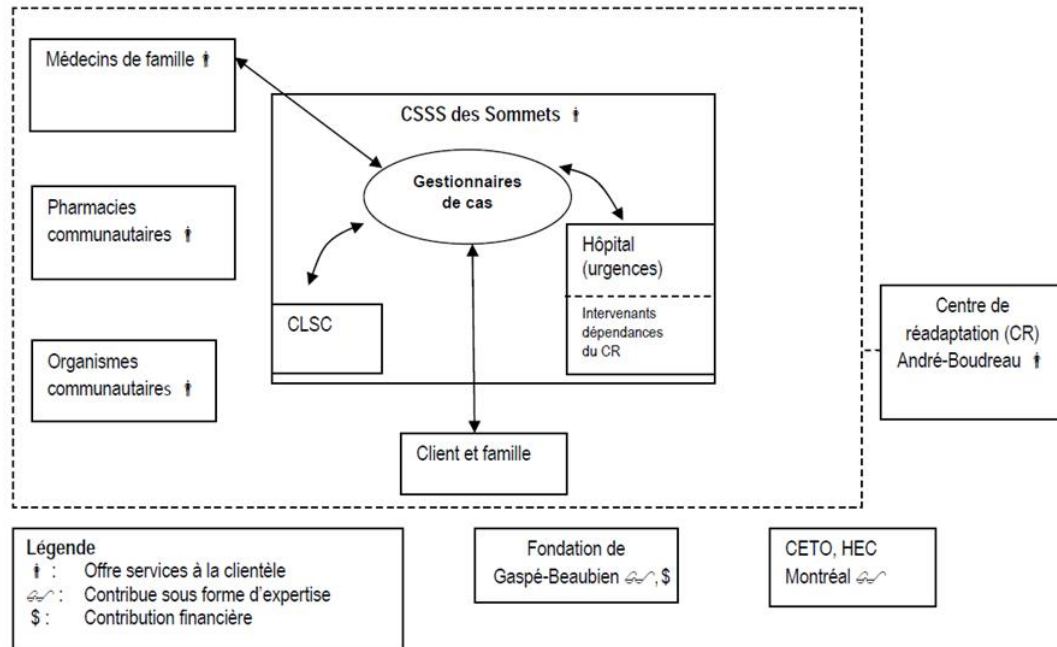 Médecins de famille
CSSS des Sommets
Gestionnaires
de cas
Pharmacies
communautaires
Hôpital
(urgences)
Intervenants
dépendances
du CR
CLSC
Organismes
communautaires
Centre de
réadaptation (CR)
André-Boudreau
Client et famille
Légende
: Offre services à la clientèle
: Contribue sous forme d'expertise
$ : Contribution financière
Fondation de
Gaspé-Beaubien , $
CETO, HEC
Montréal